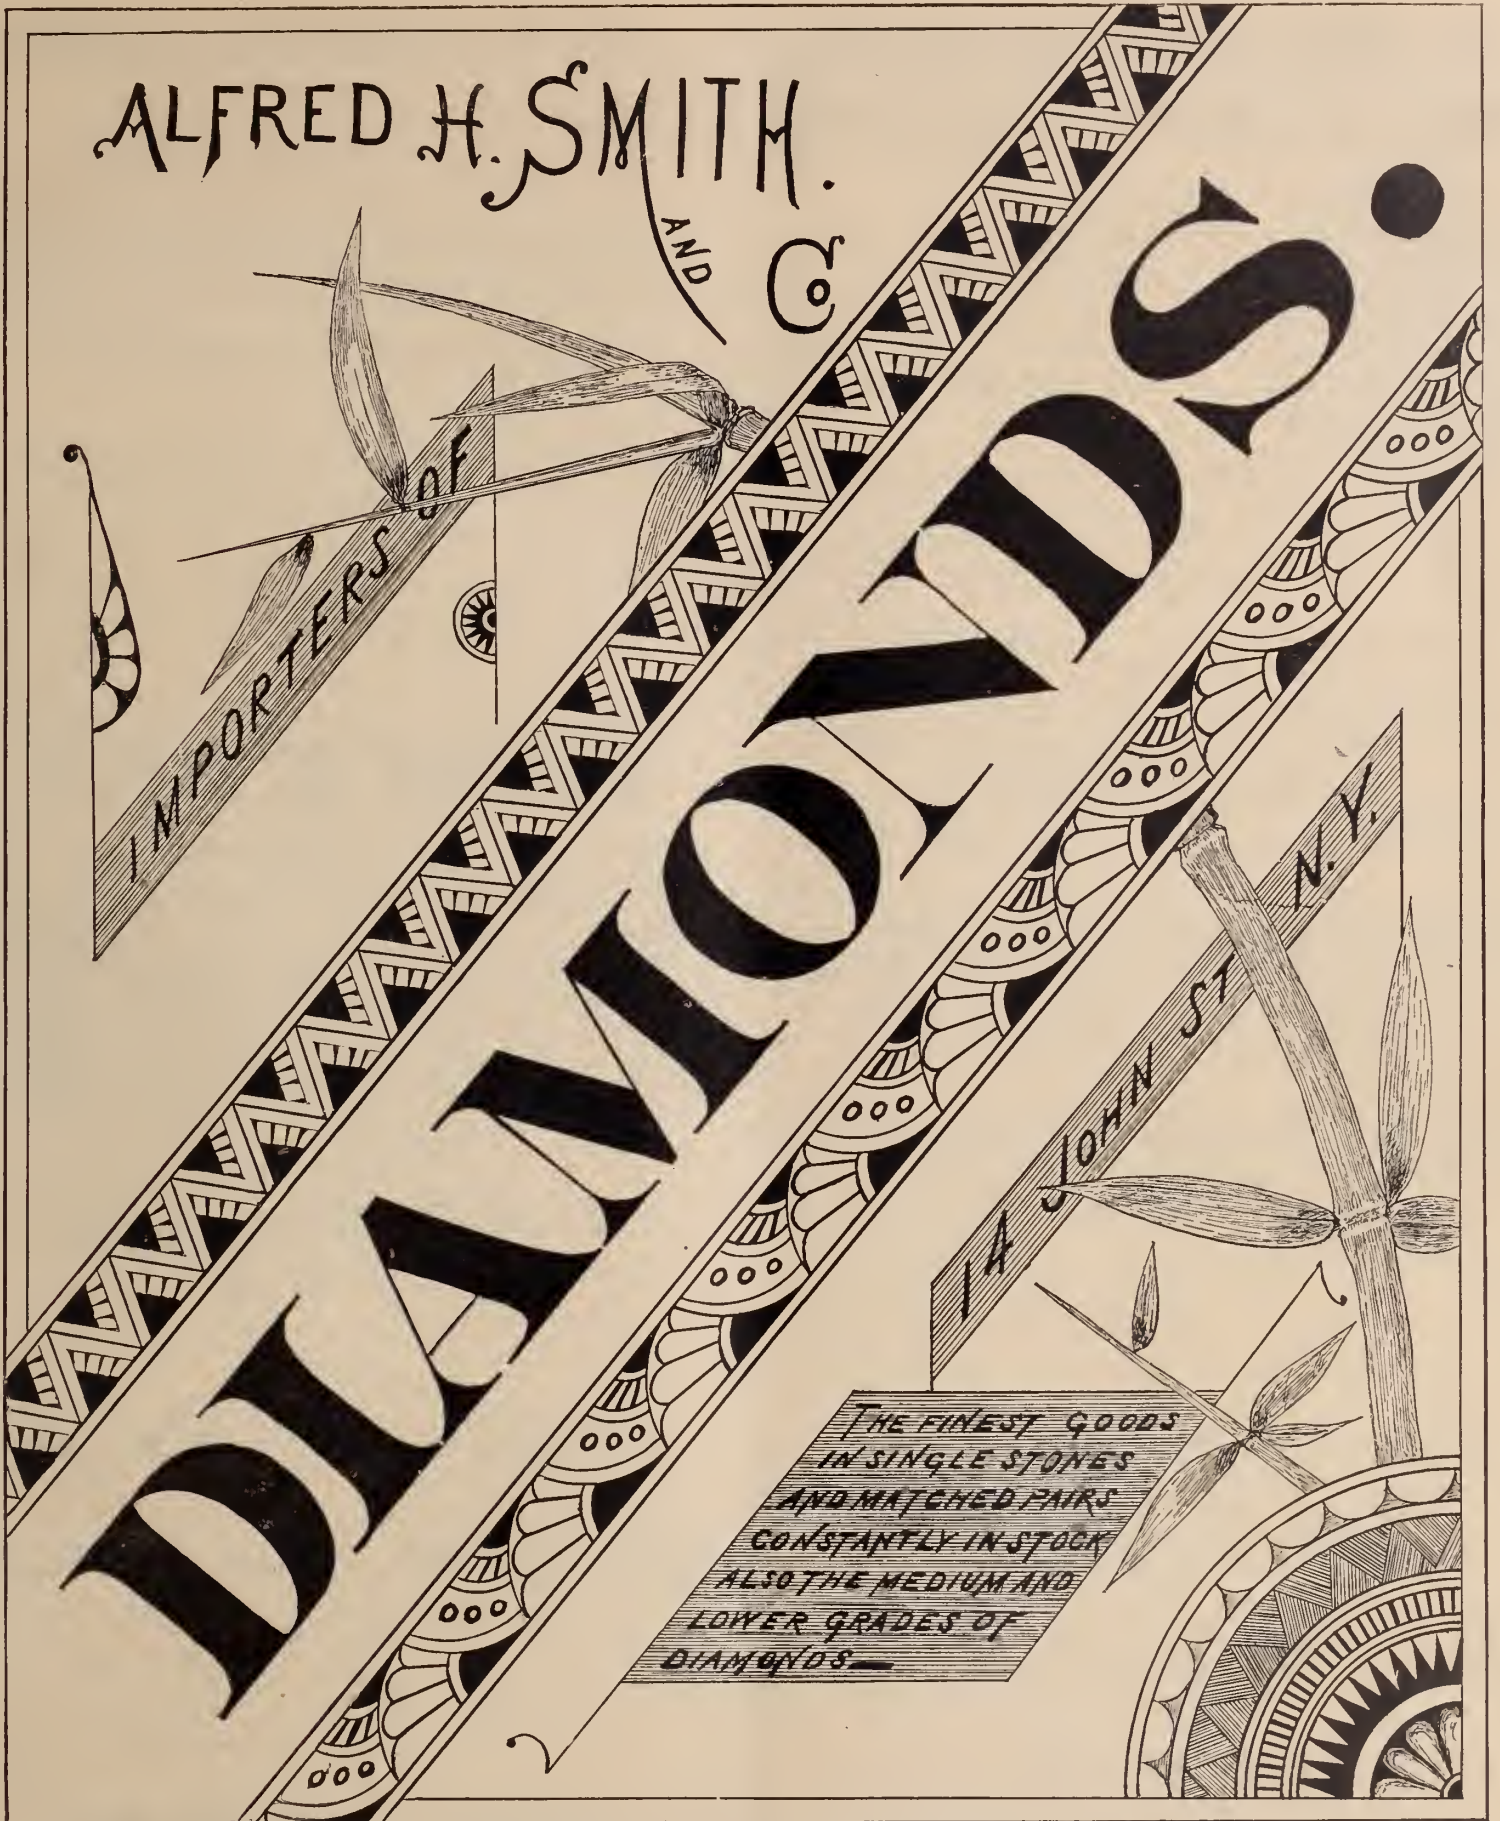 ALFRED H. SMITH.
AND
Co
IMPORTERS OF
DIAMONDS.
14 JOHN ST N.Y.
THE FINEST GOODS
IN SINGLE STONES
AND MATCHED PAIRS
CONSTANTLY IN STOCK
ALSO THE MEDIUM AND
LOWER GRADES OF
DIAMONDS—